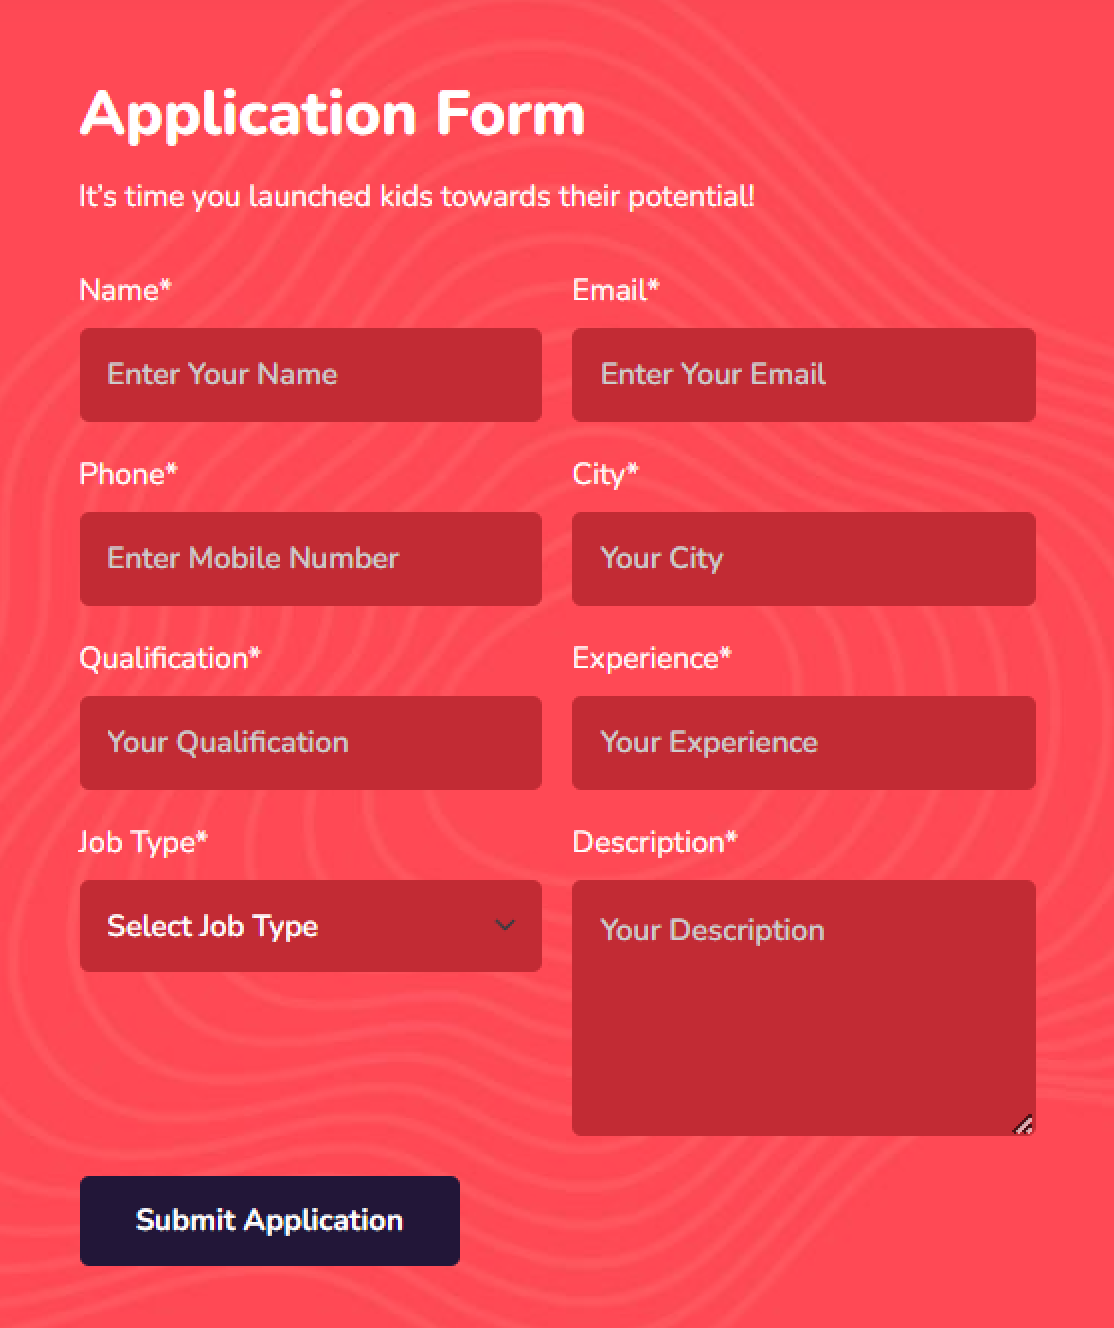 Application Form
It’s time you launched kids towards their potential!
Name*
Email*
Enter Your Name
Enter Your Email
Phone*
City*
Enter Mobile Number
Your City
Qualification*
Experience*
Your Qualification
Your Experience
Job Type*
Description*
Select Job Type
Your Description
Submit Application